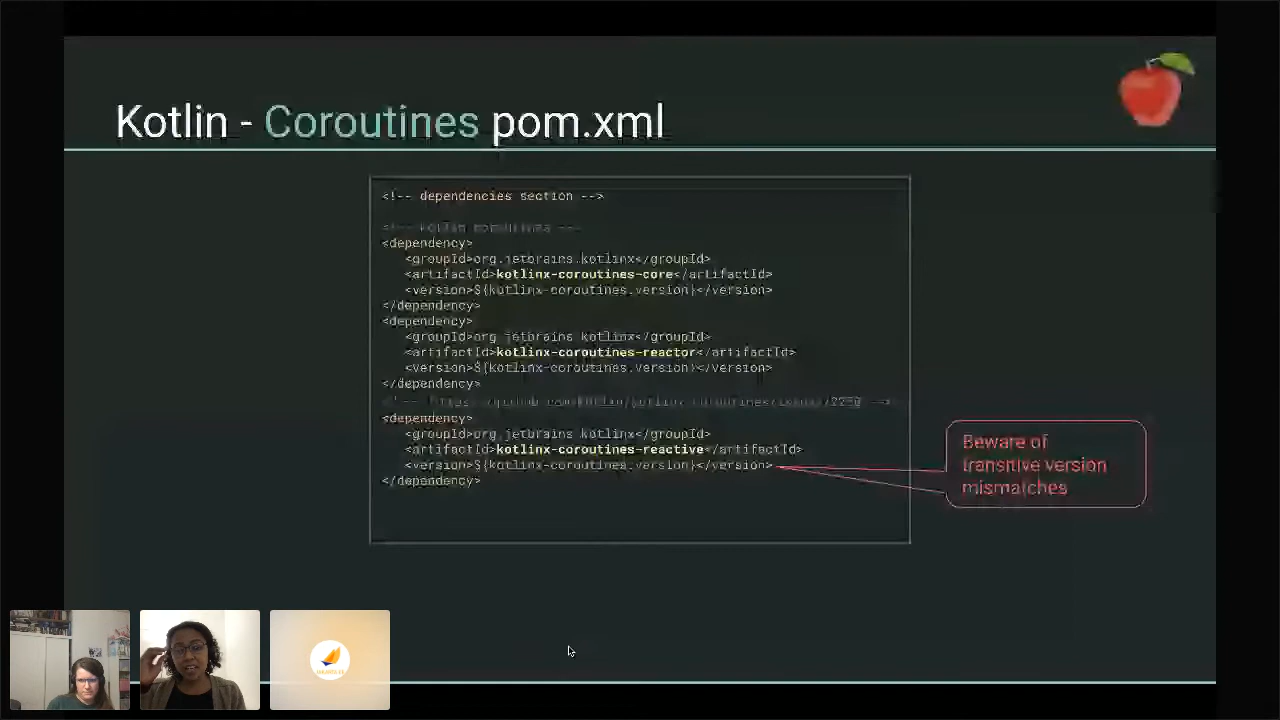 Kotlin - Coroutines pom.xml
<!-- dependencies section -->
<!-- Kotlin coroutines -->
<dependency>
<groupId>org.jetbrains.kotlinx</groupId>
<artifactId>kotlinx-coroutines-core</artifactId>
<version>${kotlinx-coroutines.version}</version>
</dependency>
<dependency>
<groupId>org.jetbrains.kotlinx</groupId>
<artifactId>kotlinx-coroutines-reactor</artifactId>
<version>${kotlinx-coroutines.version}</version>
</dependency>
<dependency>
<groupId>org.jetbrains.kotlinx</groupId>
<artifactId>kotlinx-coroutines-reactive</artifactId>
<version>${kotlinx-coroutines.version}</version>
</dependency>
Beware of
transitive version
mismatches